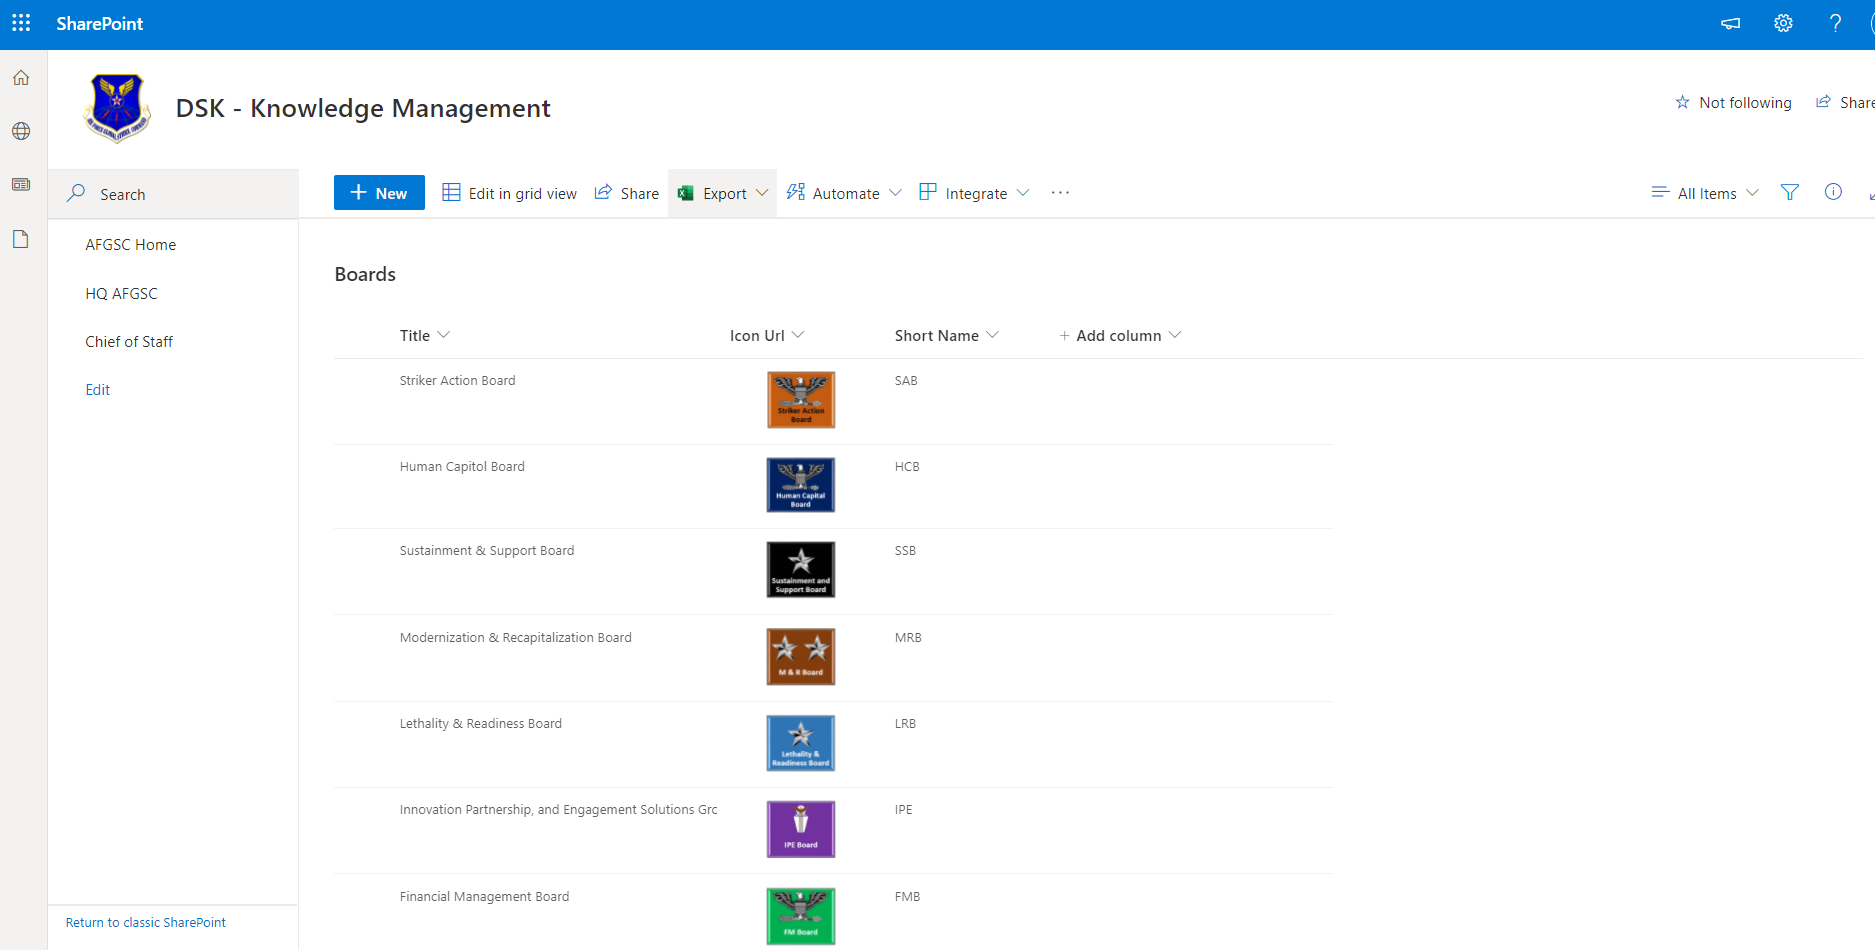 SharePoint
DSK - Knowledge Management
Not following
Share
Search
New
Edit in grid view
Share
Export
Automate
Integrate
All Items
AFGSC Home
HQ AFGSC
Chief of Staff
Edit
Boards
Title
Icon Url
Short Name
+ Add column
Striker Action Board
Striker Action
Board
SAB
Human Capitol Board
Human Capital
Board
HCB
Sustainment & Support Board
Sustainment and
Support Board
SSB
Modernization & Recapitalization Board
M & R Board
MRB
Lethality & Readiness Board
Lethality &
Readiness Board
LRB
Innovation Partnership, and Engagement Solutions Grc
IPE Board
IPE
Financial Management Board
FM Board
FMB
Return to classic SharePoint